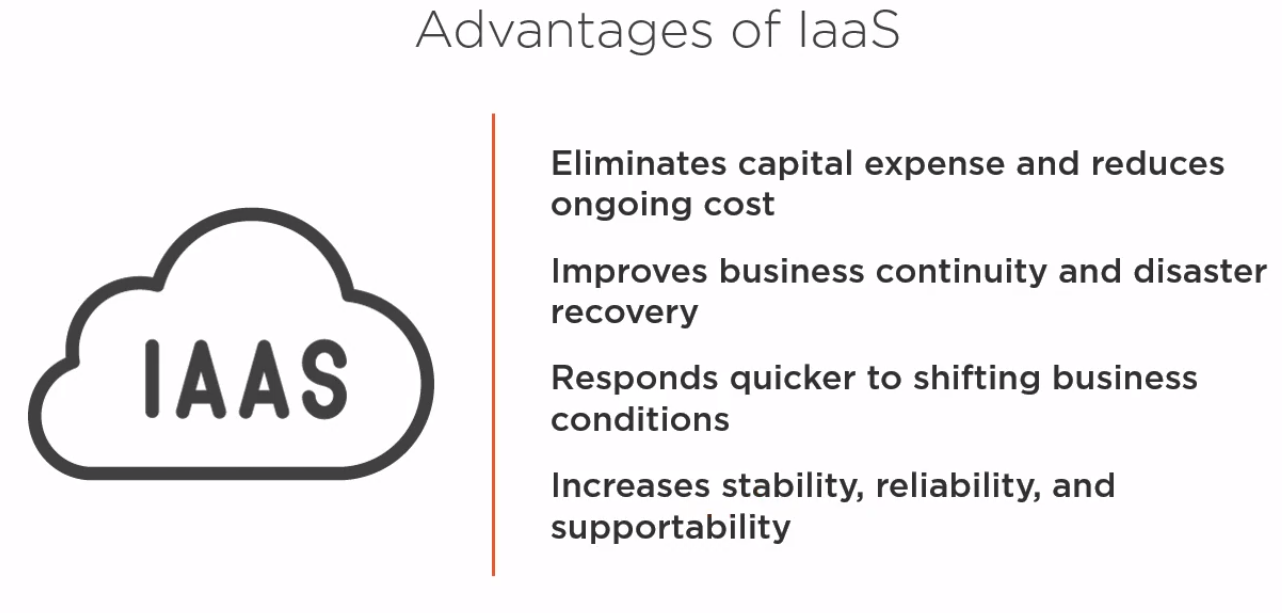 Advantages of IaaS
IAAS
Eliminates capital expense and reduces
ongoing cost
Improves business continuity and disaster
recovery
Responds quicker to shifting business
conditions
Increases stability, reliability, and
supportability